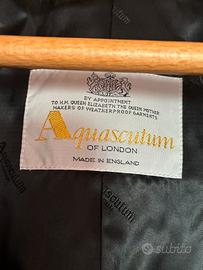 BY APPOINTMENT
TO H.M. QUEEN ELIZABETH THE QUEEN MOTHER
MAKERS OF WEATHERPROOF GARMENTS
Aquascutum
OF LONDON
MADE IN ENGLAND
Aquascutum
subito